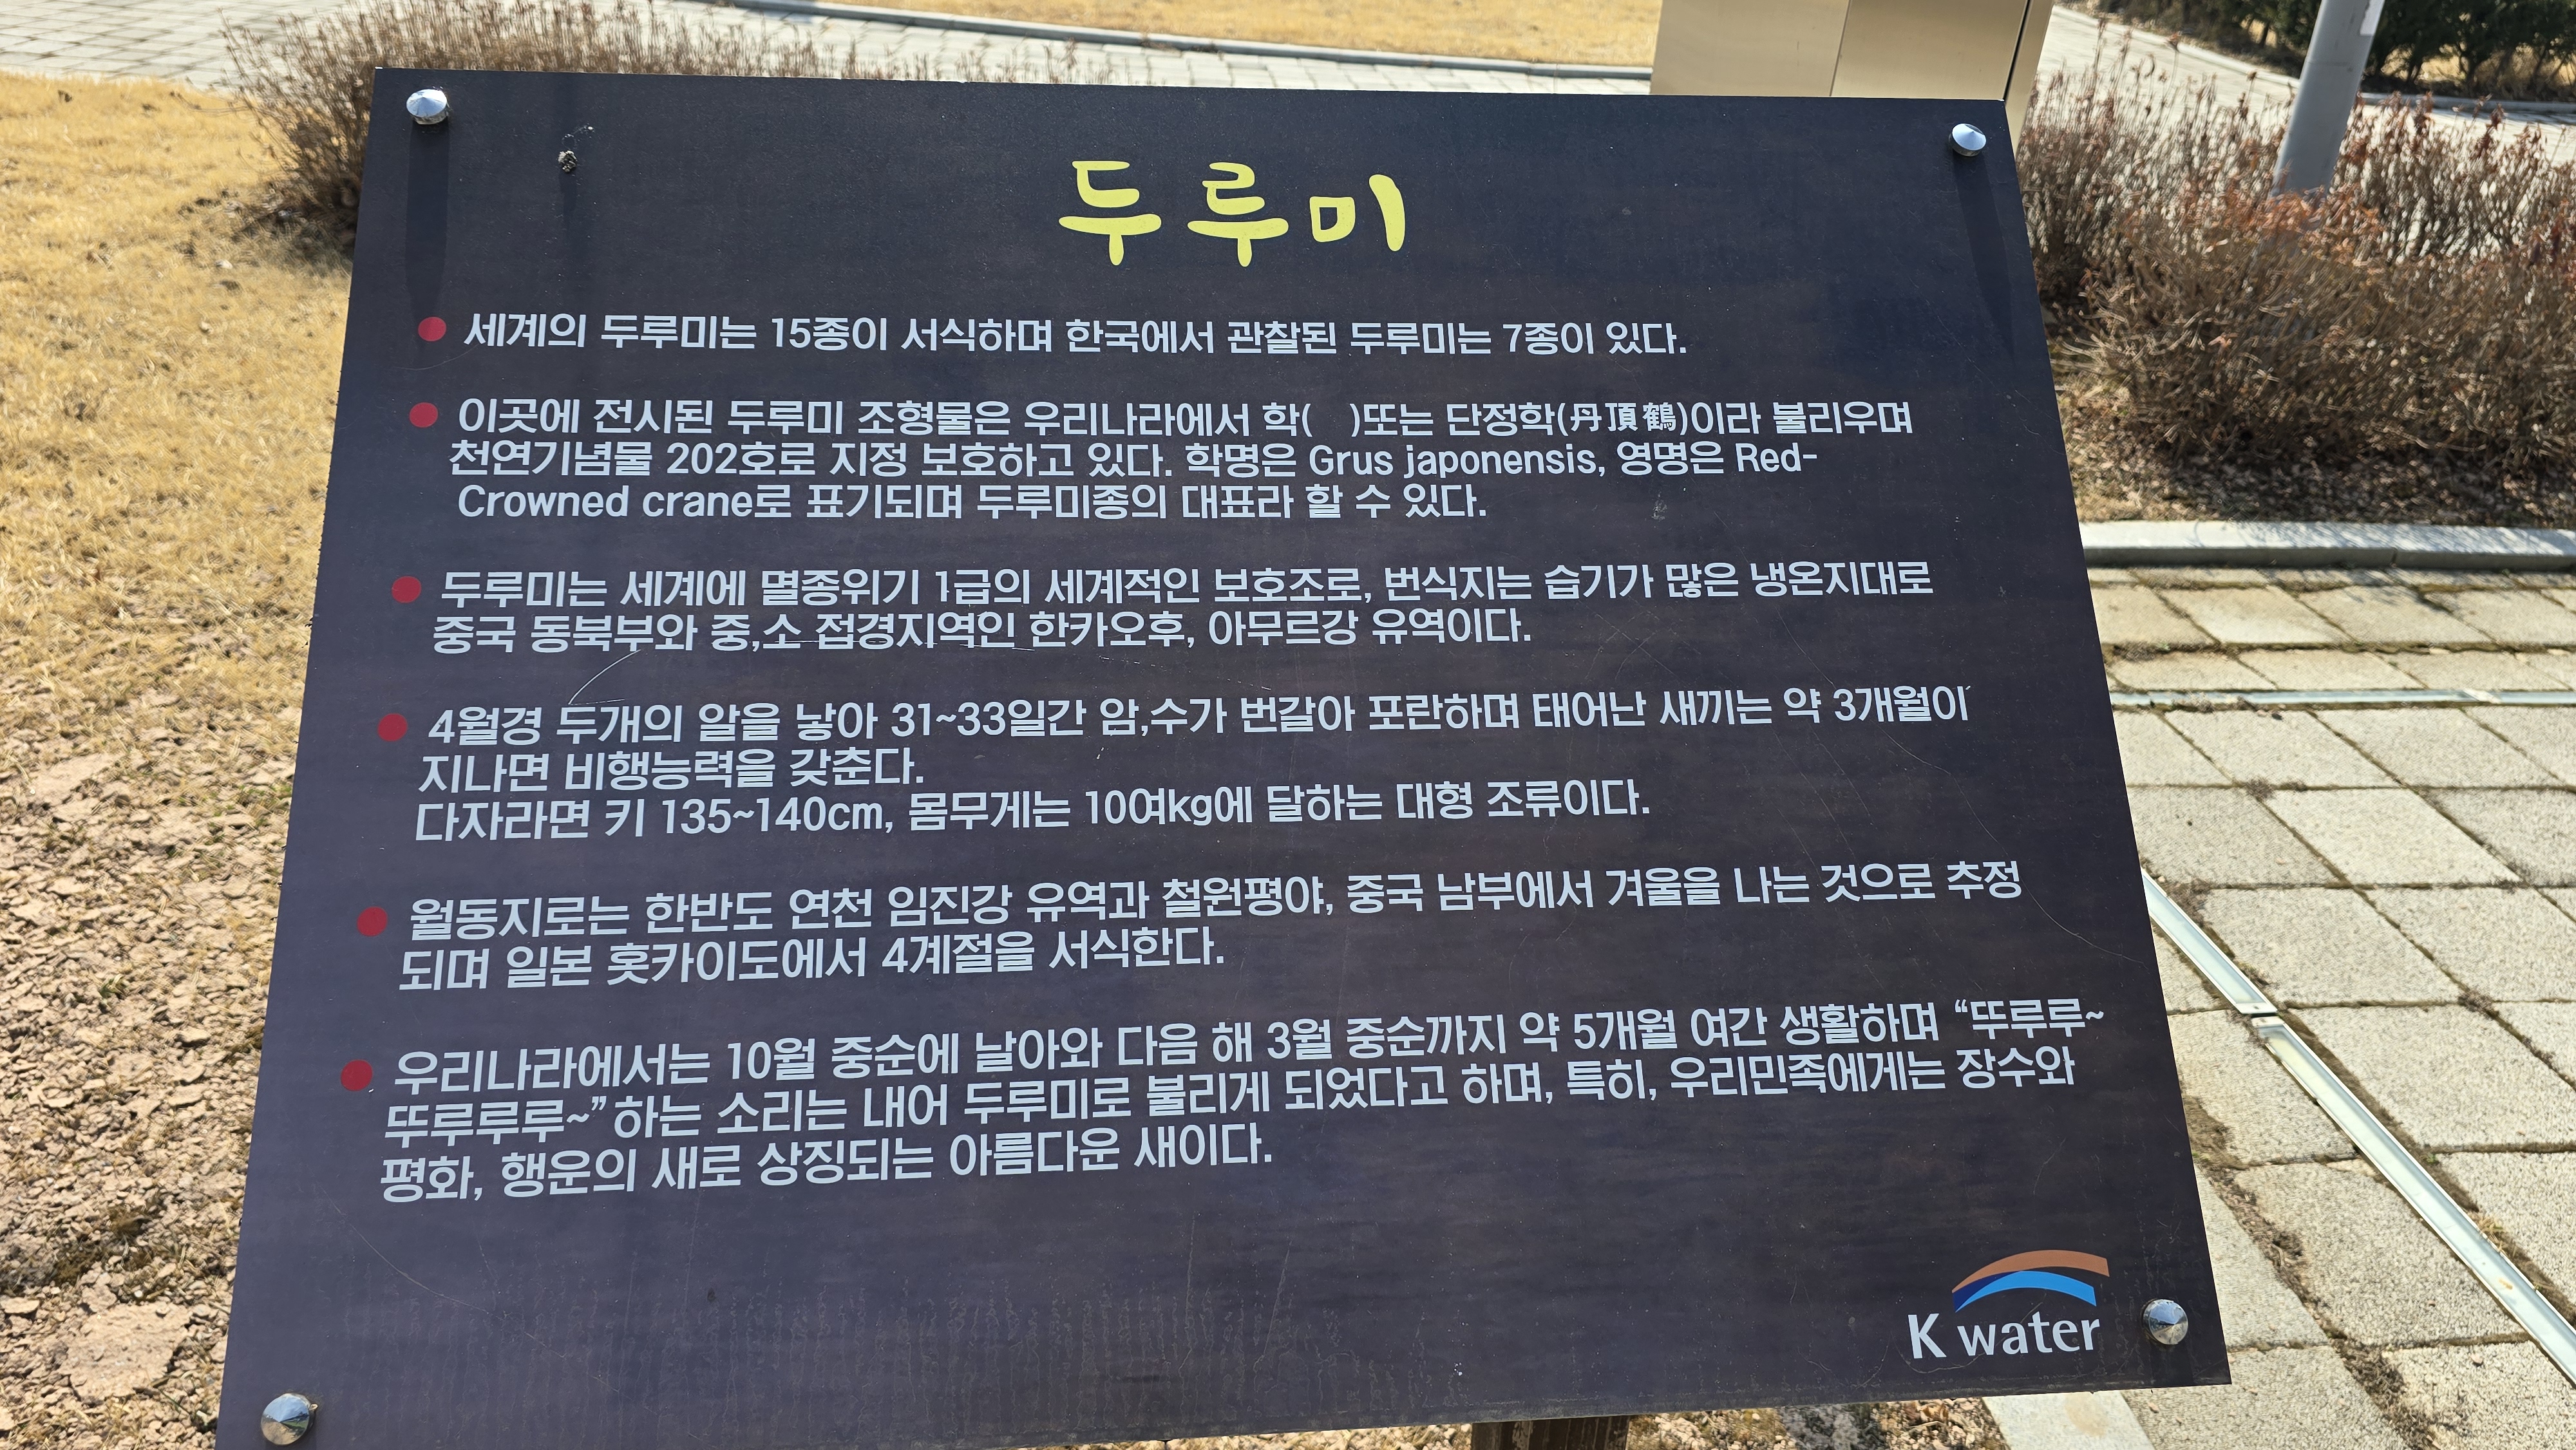 두루미
세계의 두루미는 15종이 서식하며 한국에서 관찰된 두루미는 7종이 있다.
이곳에 전시된 두루미 조형물은 우리나라에서 학(   )또는 단정학(丹頂鶴)이라 불리우며
천연기념물 202호로 지정 보호하고 있다. 학명은 Grus japonensis, 영명은 Red-
Crowned crane로 표기되며 두루미종의 대표라 할 수 있다.
두루미는 세계에 멸종위기 1급의 세계적인 보호조로, 번식지는 습기가 많은 냉온지대로
중국 동북부와 중,소 접경지역인 한카오후, 아무르강 유역이다.
4월경 두개의 알을 낳아 31~33일간 암,수가 번갈아 포란하며 태어난 새끼는 약 3개월이
지나면 비행능력을 갖춘다.
다자라면 키 135~140cm, 몸무게는 100여kg에 달하는 대형 조류이다.
월동지로는 한반도 연천 임진강 유역과 철원평야, 중국 남부에서 겨울을 나는 것으로 추정
되며 일본 홋카이도에서 4계절을 서식한다.
우리나라에서는 10월 중순에 날아와 다음 해 3월 중순까지 약 5개월 여간 생활하며 “뚜루루~
뚜루루루~”하는 소리는 내어 두루미로 불리게 되었다고 하며, 특히, 우리민족에게는 장수와
평화, 행운의 새로 상징되는 아름다운 새이다.
K water